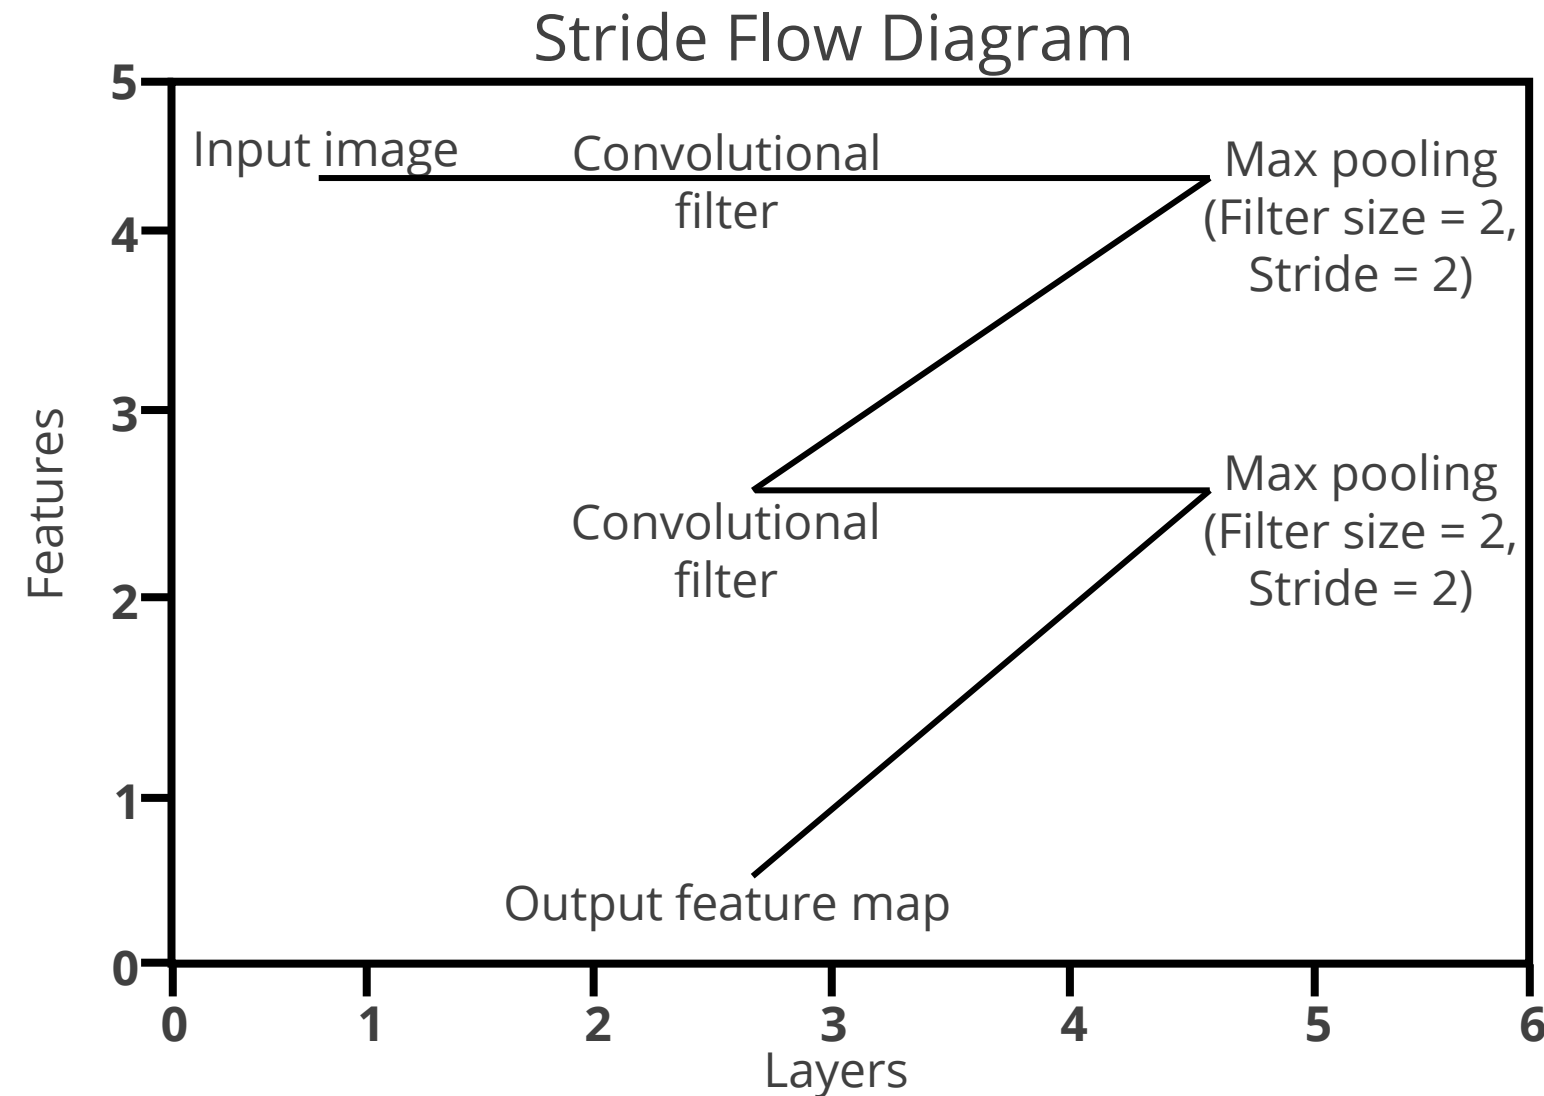 Stride Flow Diagram
5
Input image
Convolutional
filter
Max pooling
(Filter size = 2,
Stride = 2)
4
3
Features
Convolutional
filter
Max pooling
(Filter size = 2,
Stride = 2)
2
1
Output feature map
0
0 1 2 3 4 5 6
Layers